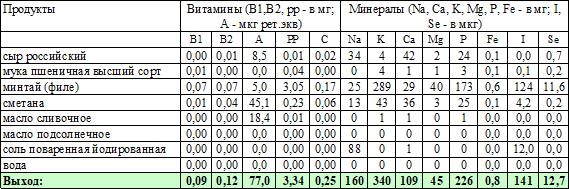 Продукты Витамины (B1,B2, pp - в мг; Минералы (Na, Ca, K, Mg, P, Fe - в мг; I,
А - мкг рет.экв) Se - в мкг)
B1 B2 A PP C Na K Ca Mg P Fe I Se
сыр российский 0,00 0,01 8,5 0,01 0,02 34 4 42 2 24 0,1 0,0 0,7
мука пшеничная высший сорт 0,01 0,00 0,0 0,04 0,00 0 4 1 1 3 0,1 0,1 0,2
минтай (филе) 0,07 0,07 5,0 3,05 0,17 25 289 29 40 173 0,6 124 11,6
сметана 0,01 0,04 45,1 0,23 0,06 13 43 36 3 25 0,1 4,2 0,2
масло сливочное 0,00 0,00 18,4 0,01 0,00 0 1 1 0 1 0,0 0,0 0,0
масло подсолнечное 0,00 0,00 0,0 0,00 0,00 0 0 0 0 0 0,0 0,0 0,0
соль поваренная йодированная 0,00 0,00 0,0 0,00 0,00 88 0 1 0 0 0,0 12,0 0,0
вода 0,00 0,00 0,0 0,00 0,00 0 0 0 0 0 0,0 0,0 0,0
Выход: 0,09 0,12 77,0 3,34 0,25 160 340 109 45 226 0,8 141 12,7